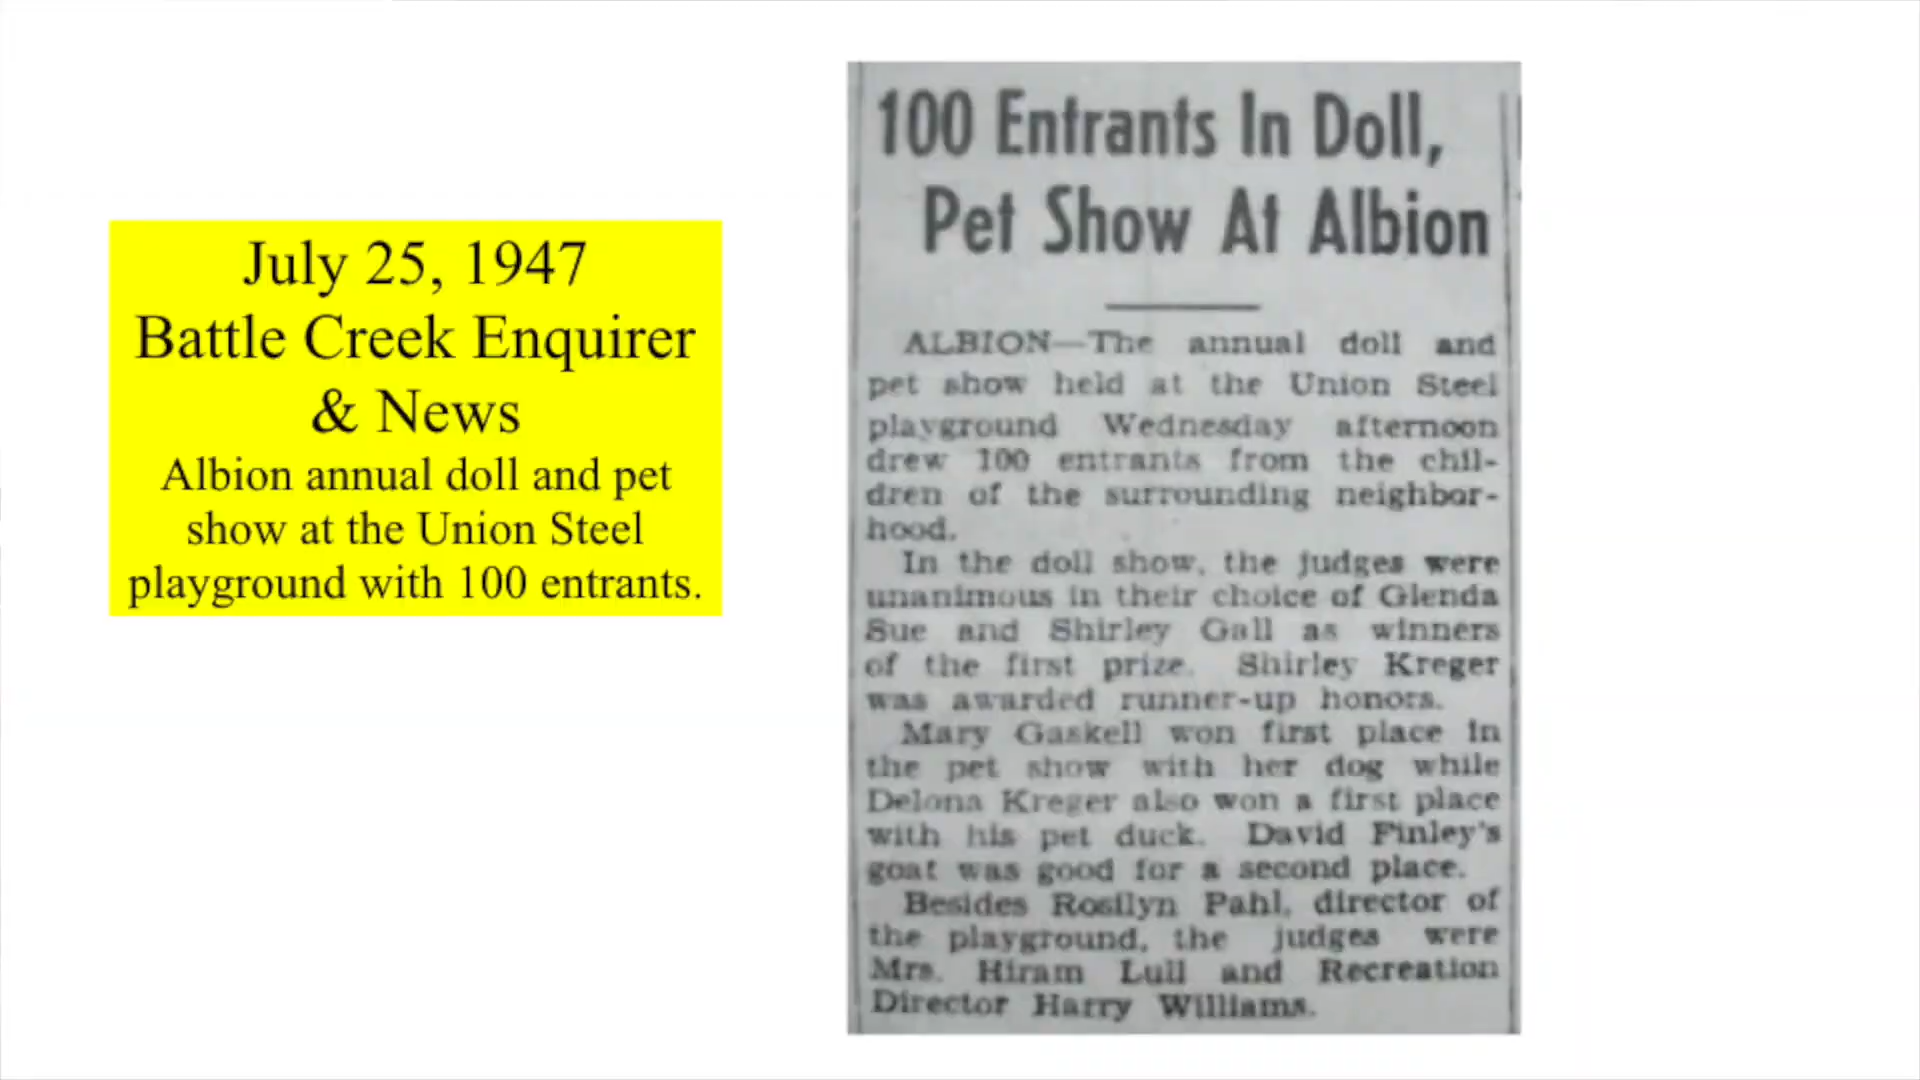 July 25, 1947
Battle Creek Enquirer
& News
Albion annual doll and pet
show at the Union Steel
playground with 100 entrants.
100 Entrants In Doll,
Pet Show At Albion
ALBION—The annual doll and
pet show held at the Union Steel
playground Wednesday afternoon
drew 100 entrants from the chil-
dren of the surrounding neighbor-
hood.
In the doll show, the judges were
unanimous in their choice of Glenda
Sue and Shirley Gall as winners
of the first prize. Shirley Kreger
was awarded runner-up honors.
Mary Gaskell won first place in
the pet show with her dog while
Delona Kreger also won a first place
with his pet duck. David Finley's
goat was good for a second place.
Besides Rosilyn Pahl, director of
the playground, the judges were
Mrs. Hiram Lull and Recreation
Director Harry Williams.